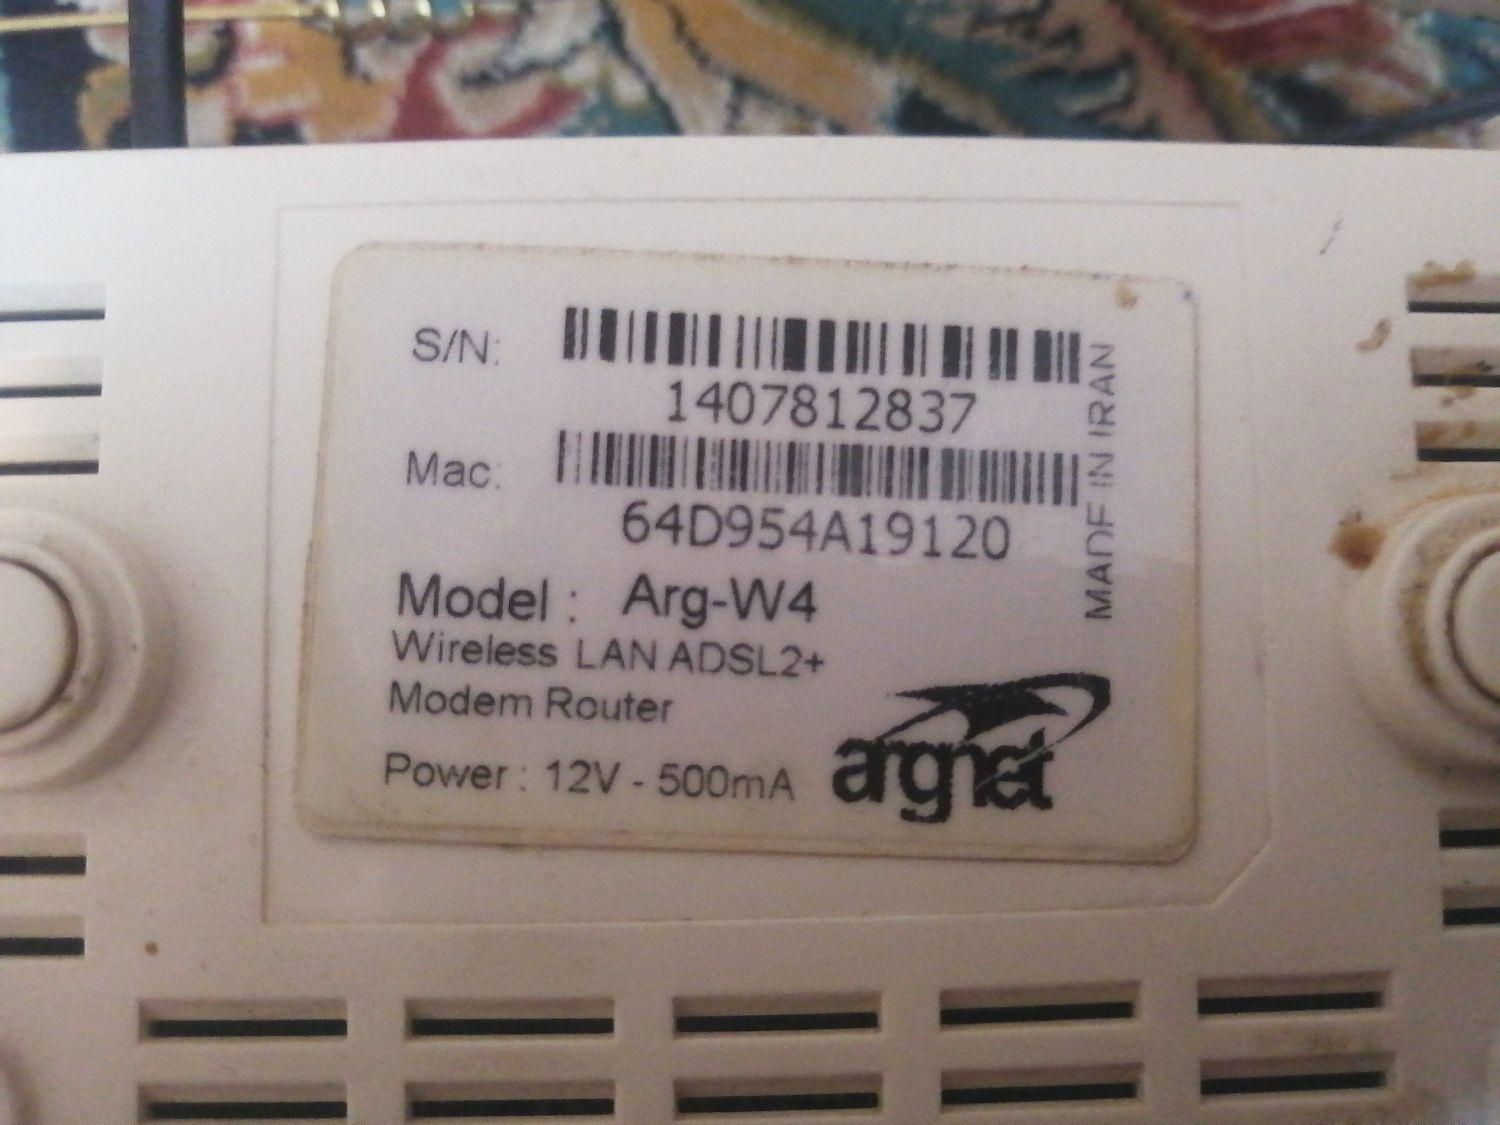 S/N:
1407812837
Mac:
64D954A19120
Model : Arg-W4
Wireless LAN ADSL2+
Modem Router
Power : 12V - 500mA
argnet
MADE IN IRAN